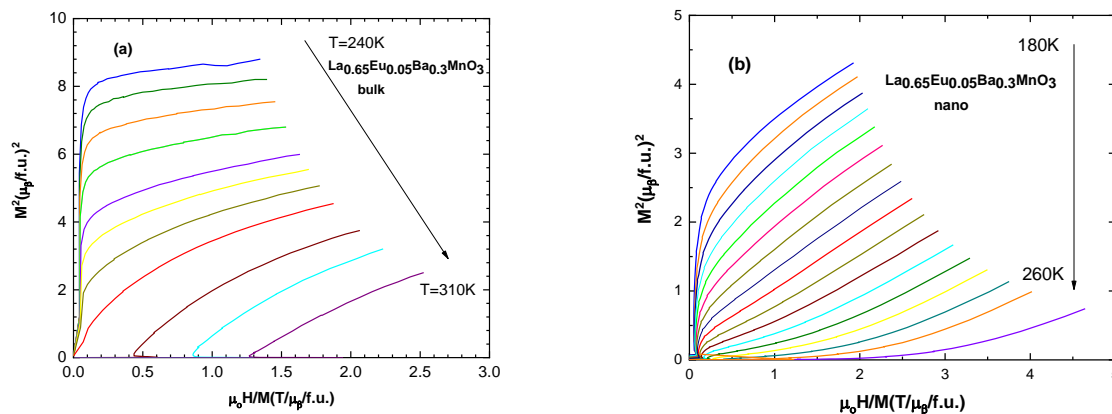 (a)
T=240K
La0.65Eu0.05Ba0.3MnO3
bulk
T=310K
M2(μβ/f.u.)2
10
8
6
4
2
0
0.0 0.5 1.0 1.5 2.0 2.5 3.0
μoH/M(T/μβ/f.u.)
(b)
180K
La0.65Eu0.05Ba0.3MnO3
nano
260K
M2(μβ/f.u.)2
5
4
3
2
1
0
0 1 2 3 4 5
μoH/M(T/μβ/f.u.)